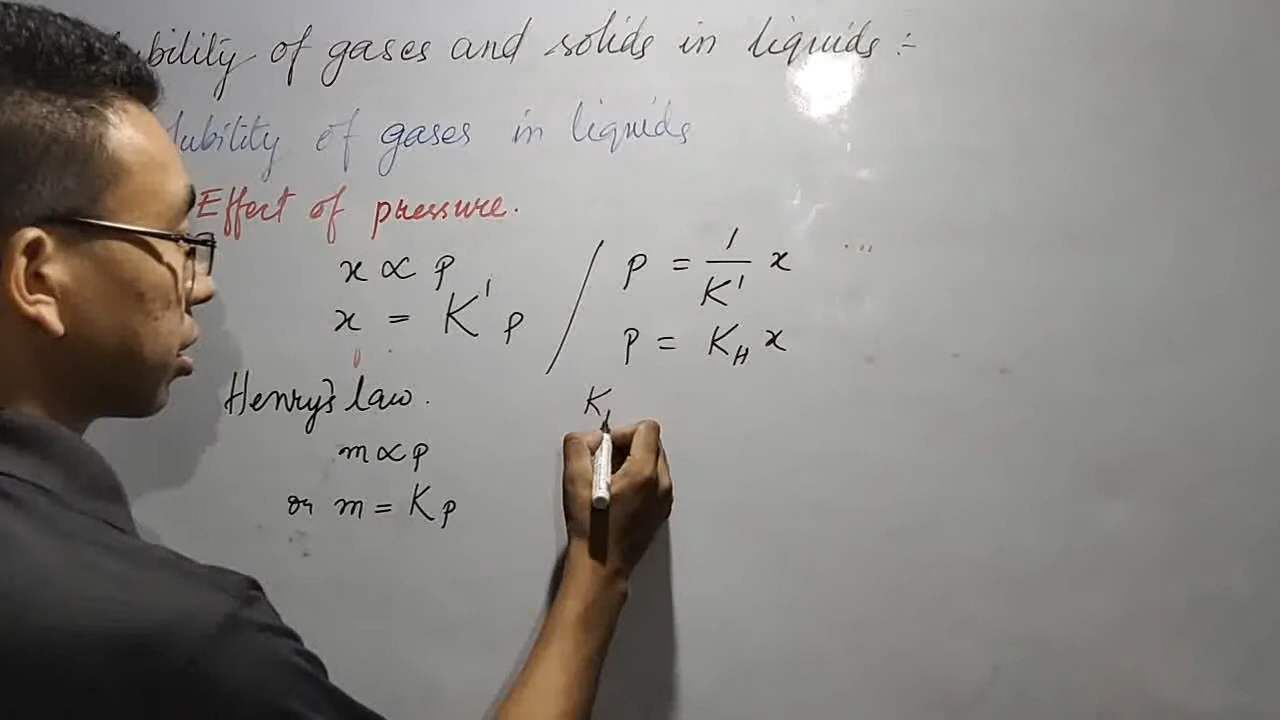 bility of gases and solids in liquids :-
lubility of gases in liquids
Effect of pressure.
x ∝ p
x = K' p
Henry's law.
m ∝ p
or m = K p
/ p = 1/K' x
p = K_H x
K